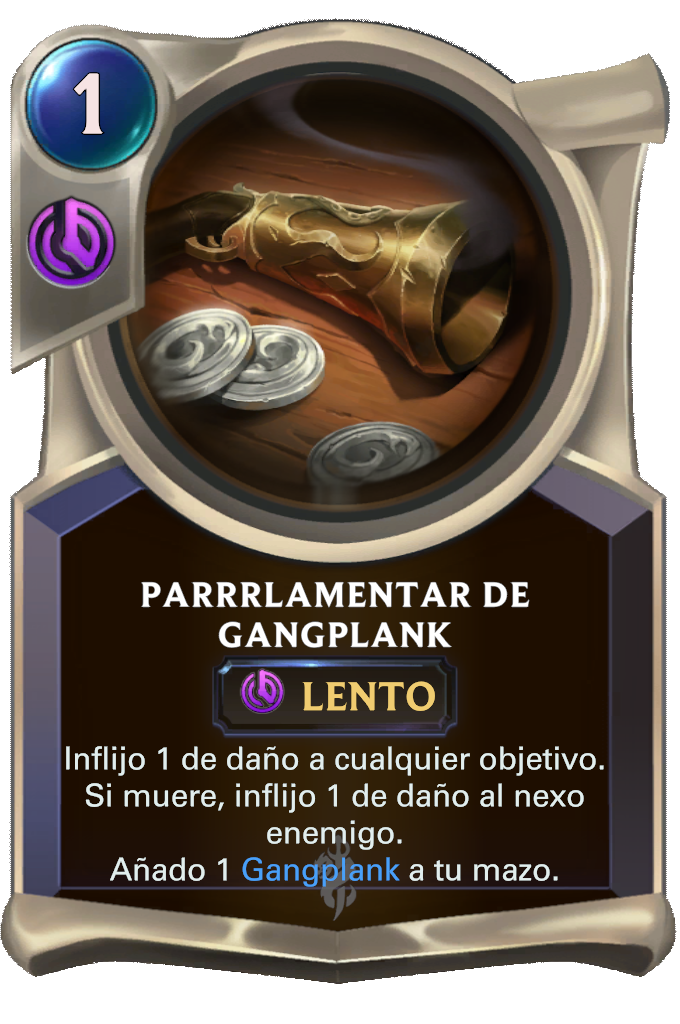 1
PARRRLAMENTAR DE
GANGPLANK
LENTO
Inflijo 1 de daño a cualquier objetivo.
Si muere, inflijo 1 de daño al nexo
enemigo.
Añado 1 Gangplank a tu mazo.